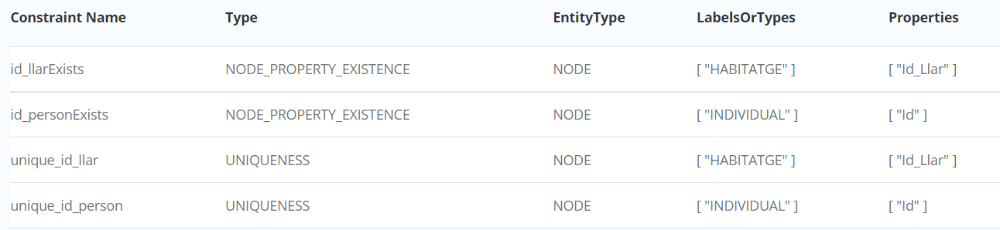 Constraint Name Type EntityType LabelsOrTypes Properties
id_llarExists NODE_PROPERTY_EXISTENCE NODE [ "HABITATGE" ] [ "Id_Llar" ]
id_personExists NODE_PROPERTY_EXISTENCE NODE [ "INDIVIDUAL" ] [ "Id" ]
unique_id_llar UNIQUENESS NODE [ "HABITATGE" ] [ "Id_Llar" ]
unique_id_person UNIQUENESS NODE [ "INDIVIDUAL" ] [ "Id" ]